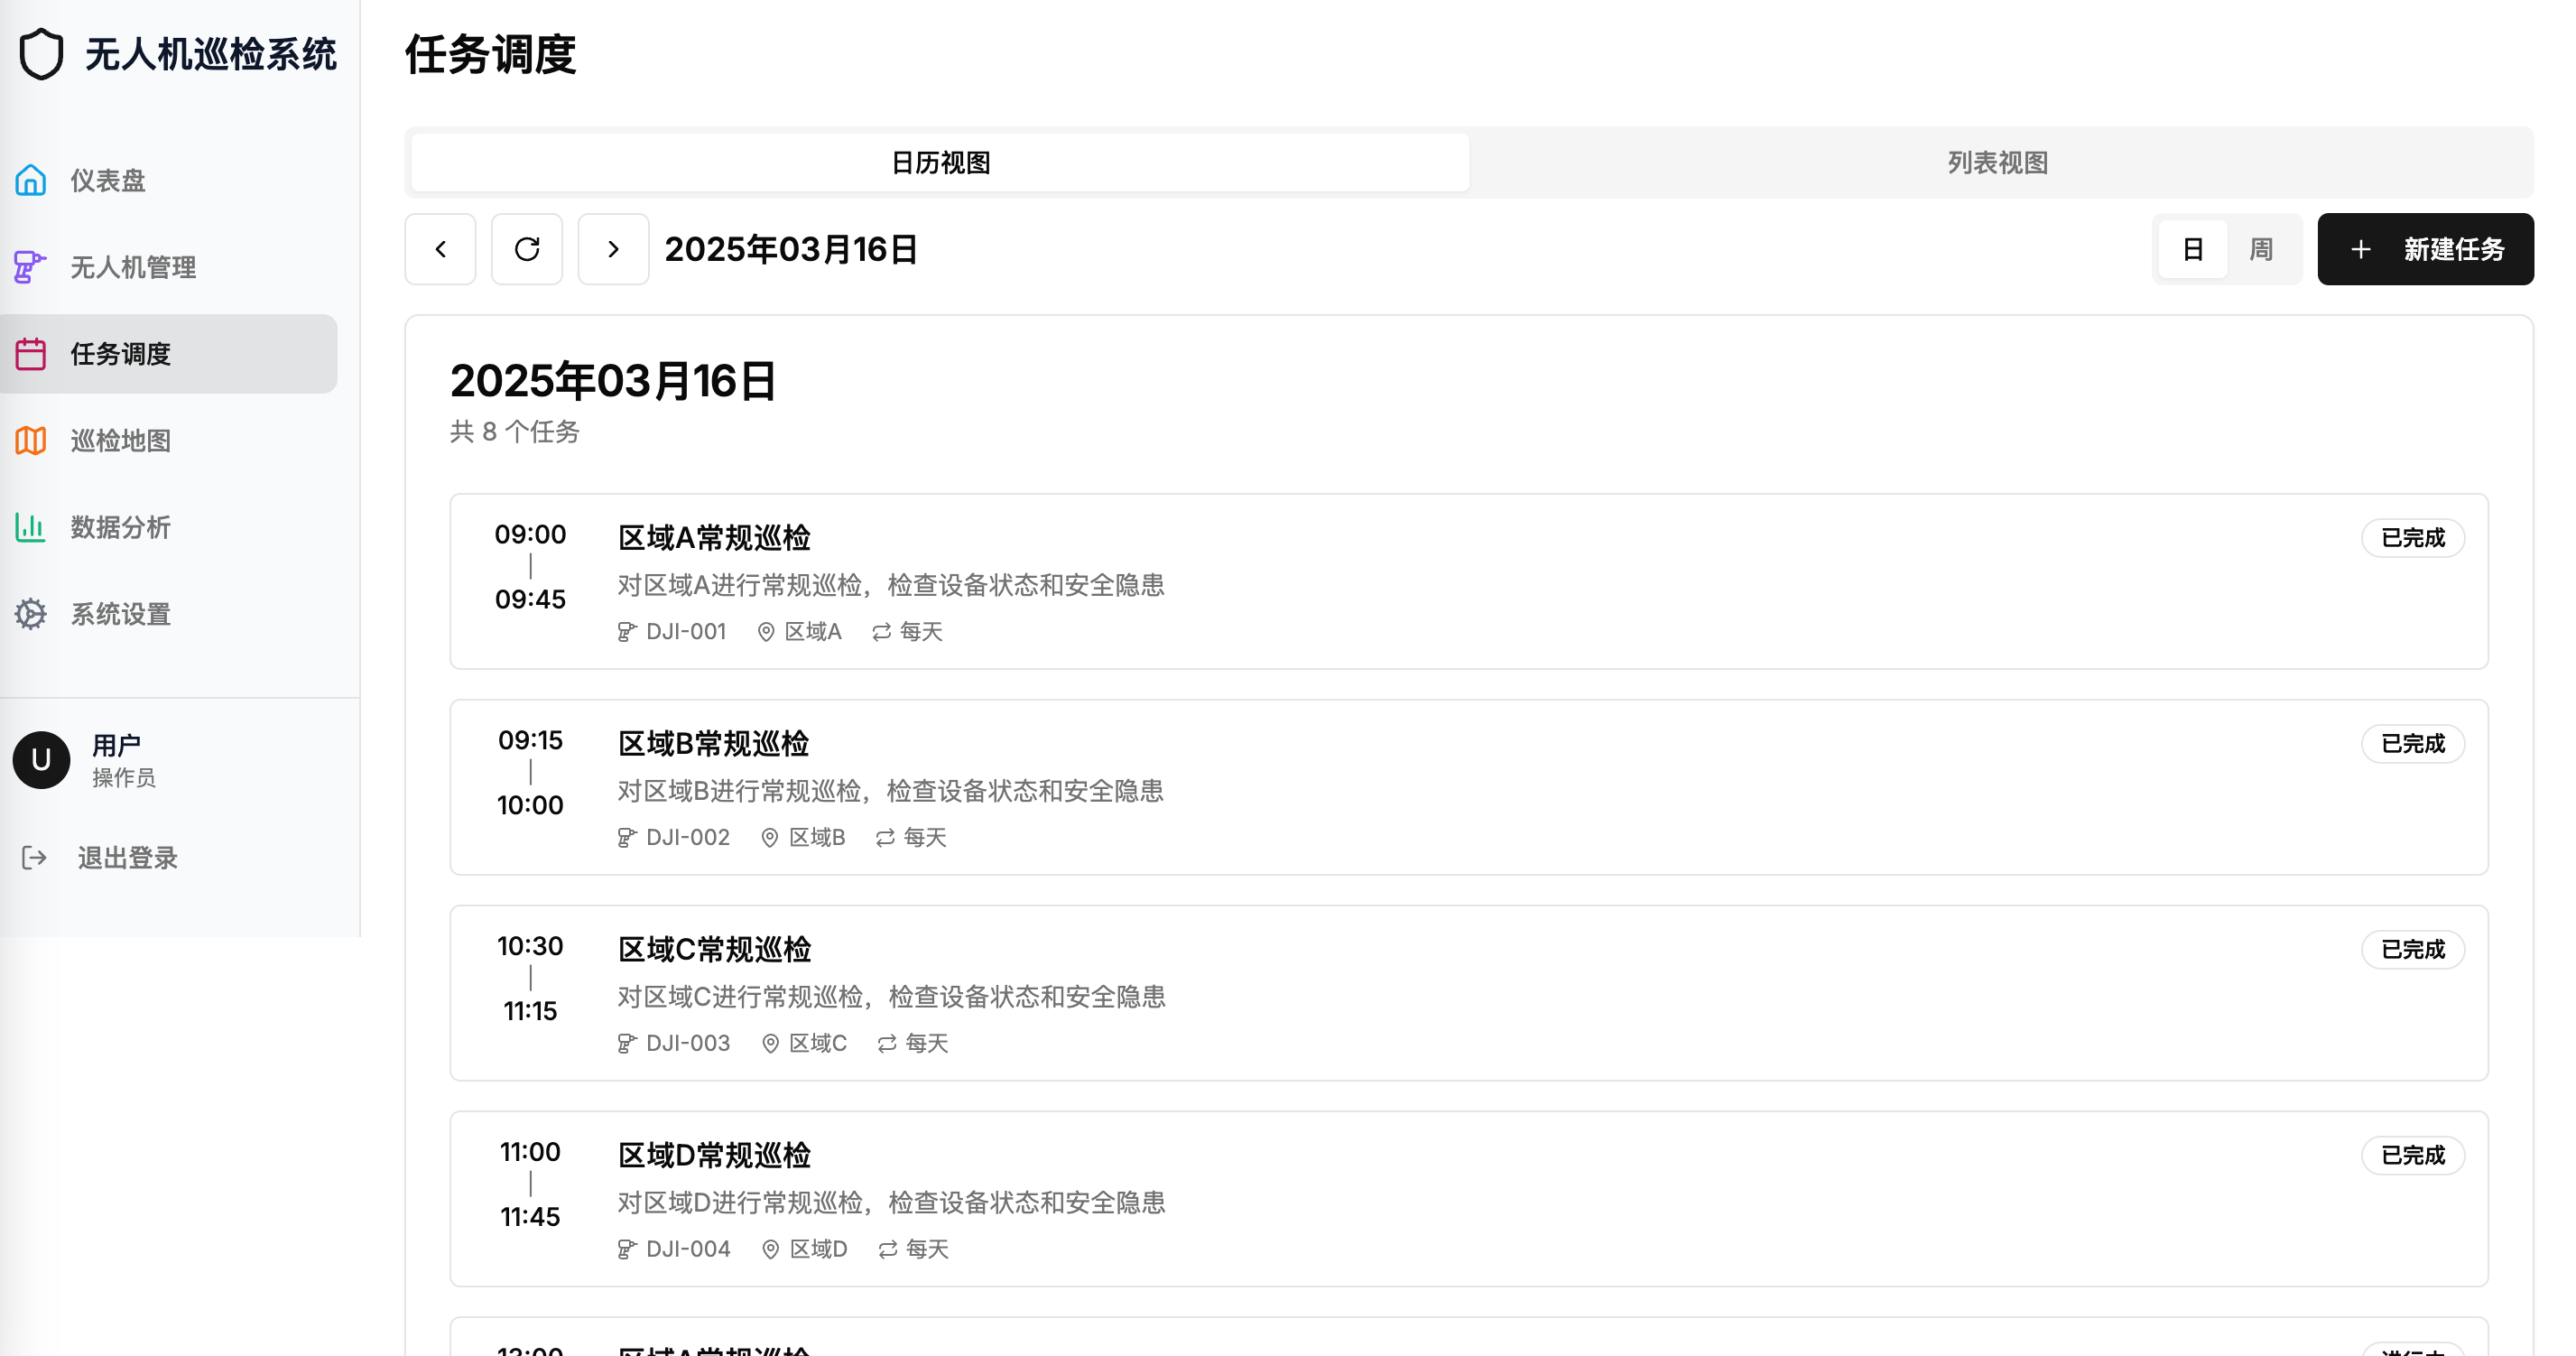 无人机巡检系统
仪表盘
无人机管理
任务调度
巡检地图
数据分析
系统设置
U
用户
操作员
退出登录
任务调度
日历视图
列表视图
2025年03月16日
日
周
新建任务
2025年03月16日
共 8 个任务
09:00
09:45
区域A常规巡检
对区域A进行常规巡检，检查设备状态和安全隐患
DJI-001 区域A 每天
已完成
09:15
10:00
区域B常规巡检
对区域B进行常规巡检，检查设备状态和安全隐患
DJI-002 区域B 每天
已完成
10:30
11:15
区域C常规巡检
对区域C进行常规巡检，检查设备状态和安全隐患
DJI-003 区域C 每天
已完成
11:00
11:45
区域D常规巡检
对区域D进行常规巡检，检查设备状态和安全隐患
DJI-004 区域D 每天
已完成